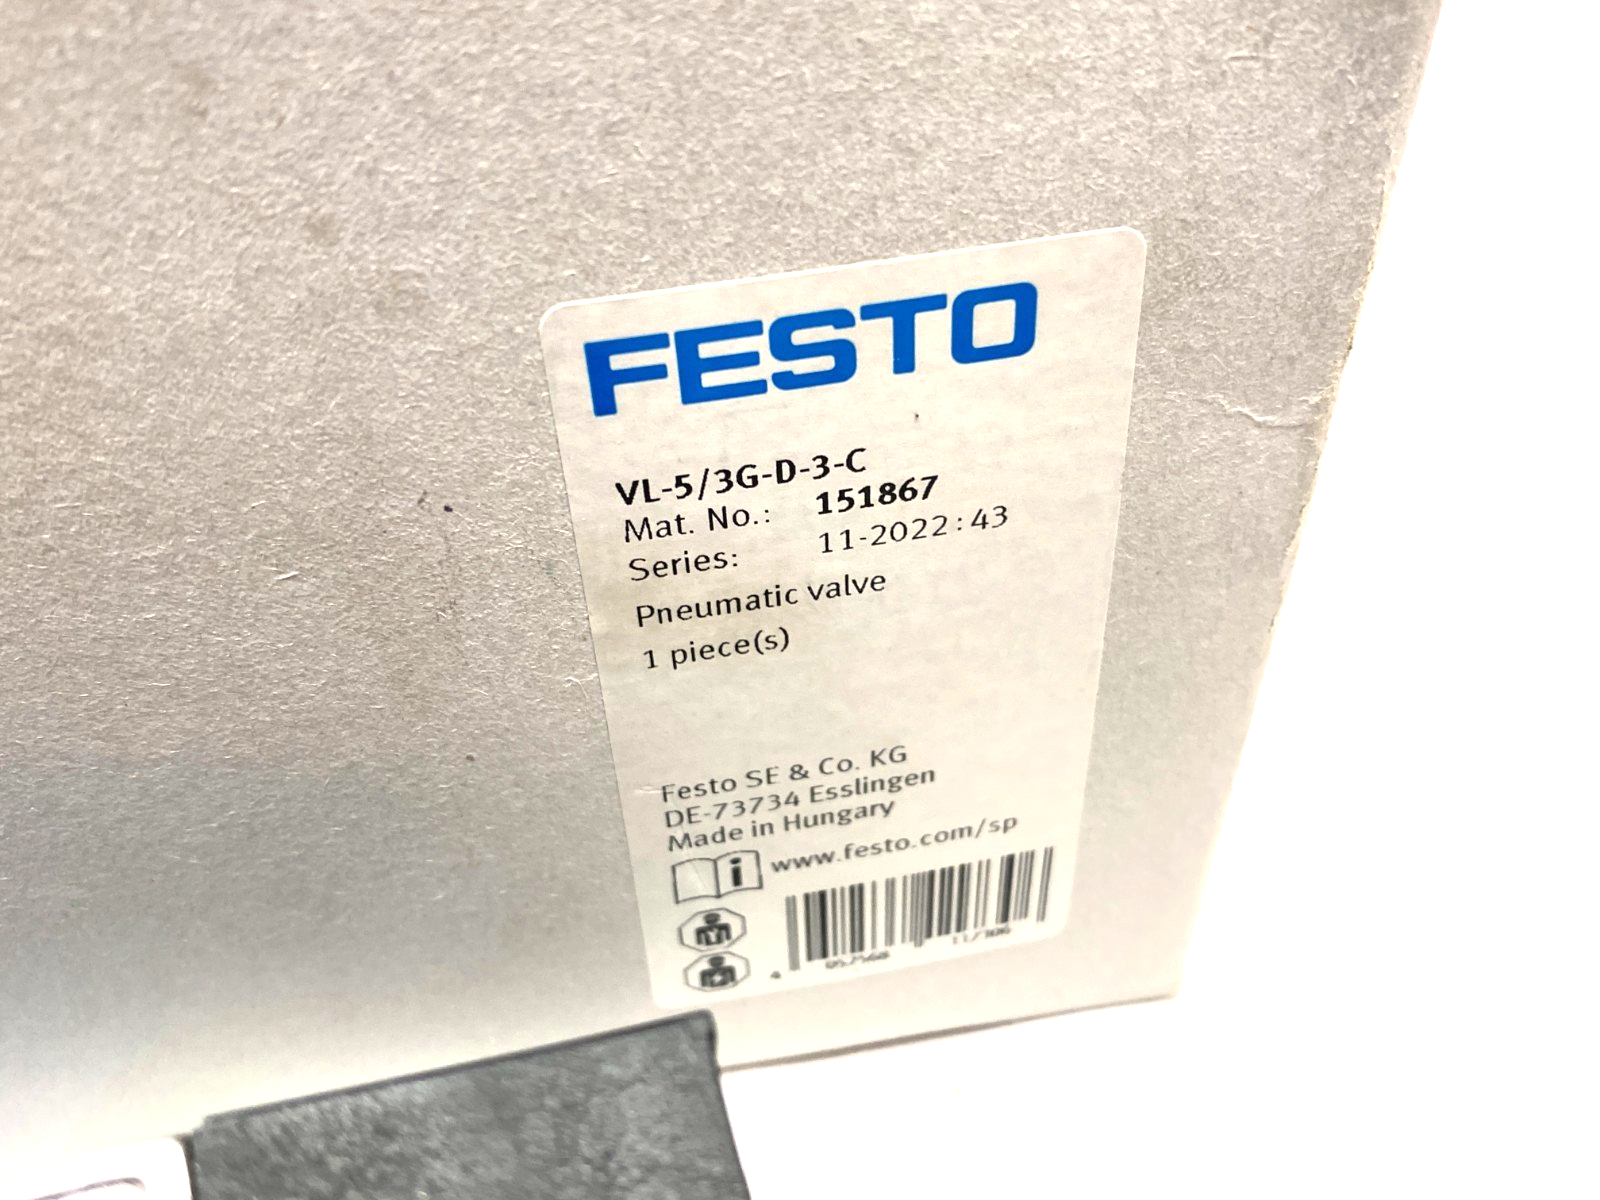 FESTO
VL-5/3G-D-3-C
Mat. No.: 151867
Series: 11-2022:43
Pneumatic valve
1 piece(s)
Festo SE & Co. KG
DE-73734 Esslingen
Made in Hungary
i www.festo.com/sp
4